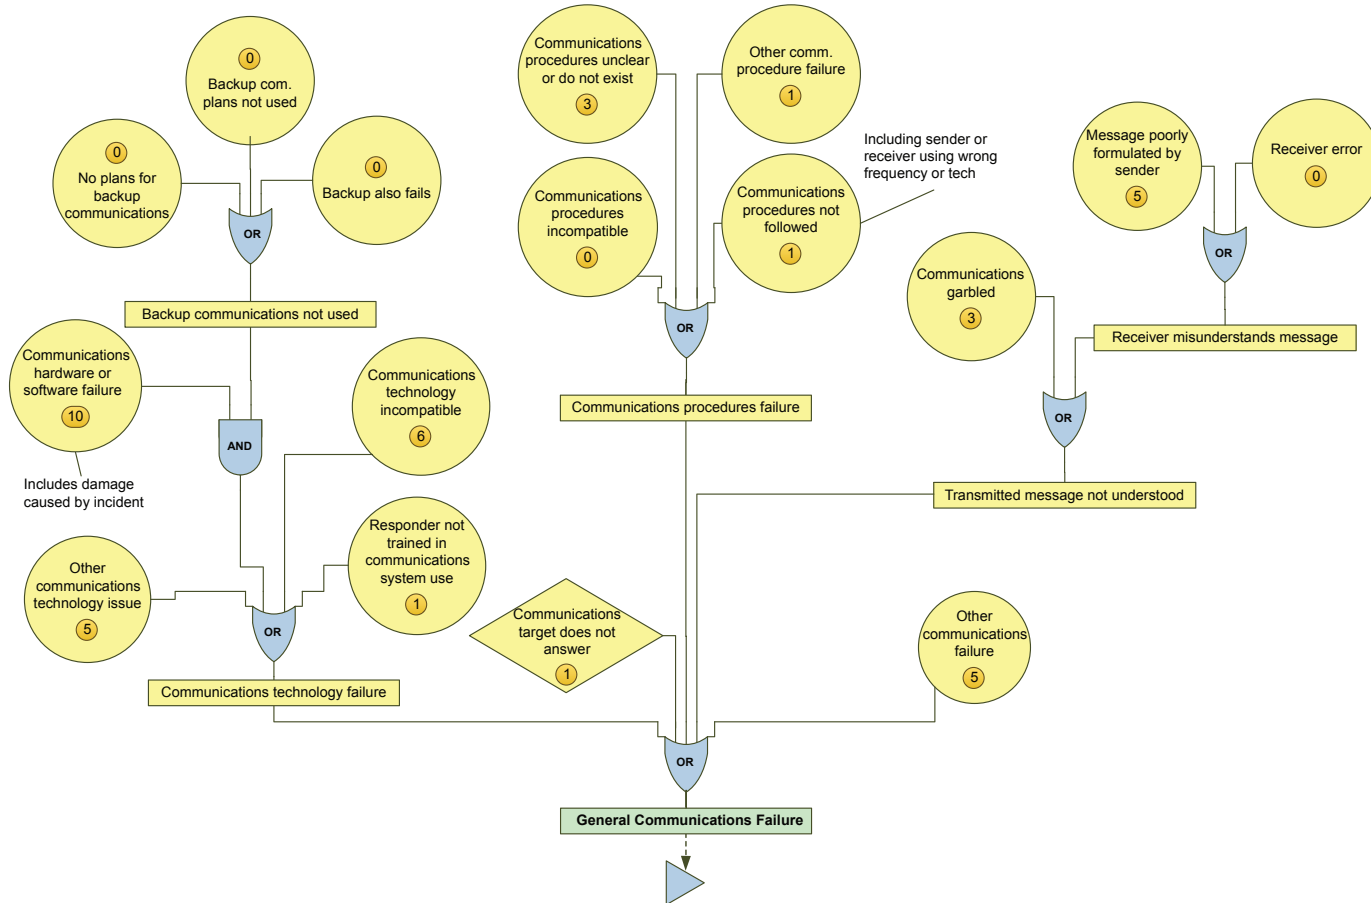 0
Backup com.
plans not used
0
No plans for
backup
communications
0
Backup also fails
OR
Backup communications not used
Communications
hardware or
software failure
10
Includes damage
caused by incident
AND
Communications
technology
incompatible
6
Other
communications
technology issue
5
Responder not
trained in
communications
system use
1
OR
Communications technology failure
Communications
procedures unclear
or do not exist
3
Other comm.
procedure failure
1
Communications
procedures
incompatible
0
Communications
procedures not
followed
1
Including sender or
receiver using wrong
frequency or tech
OR
Communications procedures failure
Message poorly
formulated by
sender
5
Receiver error
0
OR
Receiver misunderstands message
Communications
garbled
3
OR
Transmitted message not understood
Communications
target does not
answer
1
Other
communications
failure
5
OR
General Communications Failure